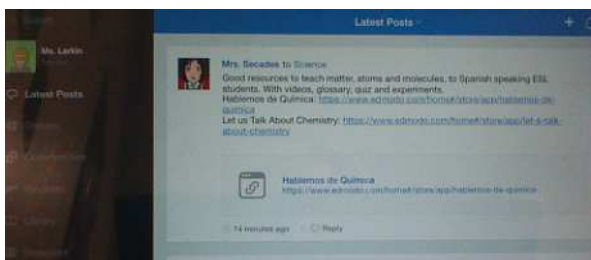 Latest Posts
Ms. Larkin
Latest Posts
Mrs. Secades to Science
Good resources to teach matter, atoms and molecules, to Spanish speaking ESL
students. With videos, glossary, quiz and experiments.
Hablemos de Química: https://www.edmodo.com/home#/store/app/hablemos-de-
quimica
Let us Talk About Chemistry: https://www.edmodo.com/home#/store/app/let-s-talk-
about-chemistry
Hablemos de Quimica
https://www.edmodo.com/home#/store/app/hablemos-de-quimica
14 minutes ago
Reply
Library